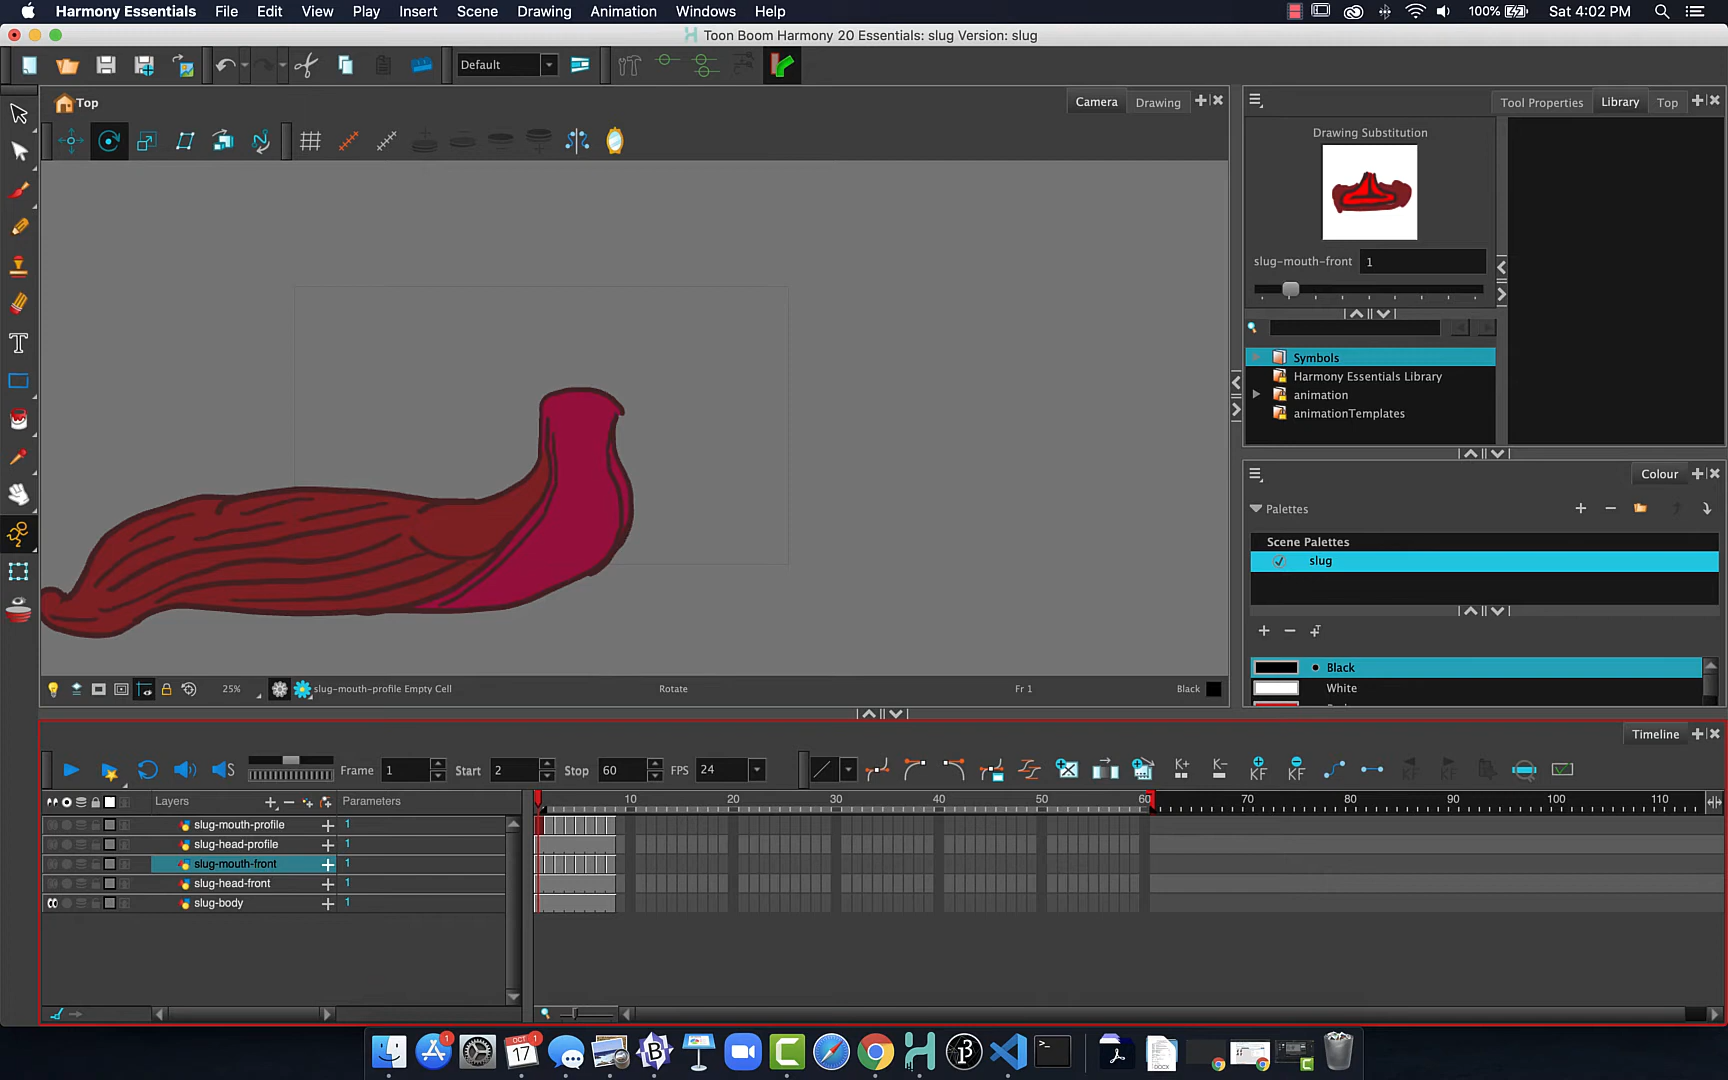 Harmony Essentials File Edit View Play Insert Scene Drawing Animation Windows Help 100% Sat 4:02 PM
Toon Boom Harmony 20 Essentials: slug Version: slug
Default
Top Camera Drawing
Tool Properties Library Top
Drawing Substitution
slug-mouth-front 1
Symbols
Harmony Essentials Library
animation
animationTemplates
Colour
Palettes
Scene Palettes
slug
Black
White
25% slug-mouth-profile Empty Cell Rotate Fr 1 Black
Timeline
Frame 1 Start 2 Stop 60 FPS 24
Layers Parameters 10 20 30 40 50 60 70 80 90 100 110
slug-mouth-profile 1
slug-head-profile 1
slug-mouth-front 1
slug-head-front 1
slug-body 1
OCT 17